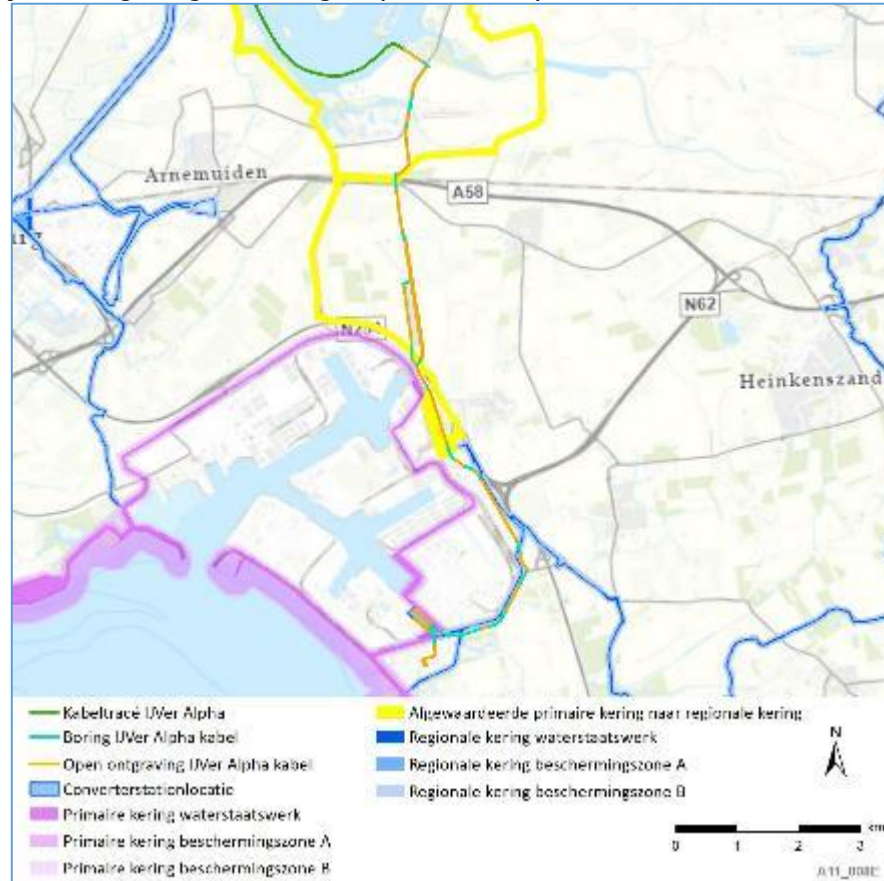 Arnemuiden
A58
N62
Heinkenszand
Kabeltracé IJVer Alpha
Boring IJVer Alpha kabel
Open ontgraving IJVer Alpha kabel
Converterstationlocatie
Primaire kering waterstaatswerk
Primaire kering beschermingszone A
Primaire kering beschermingszone B
Afgewaardeerde primaire kering naar regionale kering
Regionale kering waterstaatswerk
Regionale kering beschermingszone A
Regionale kering beschermingszone B
N
km
0 1 2 3
A11_008E